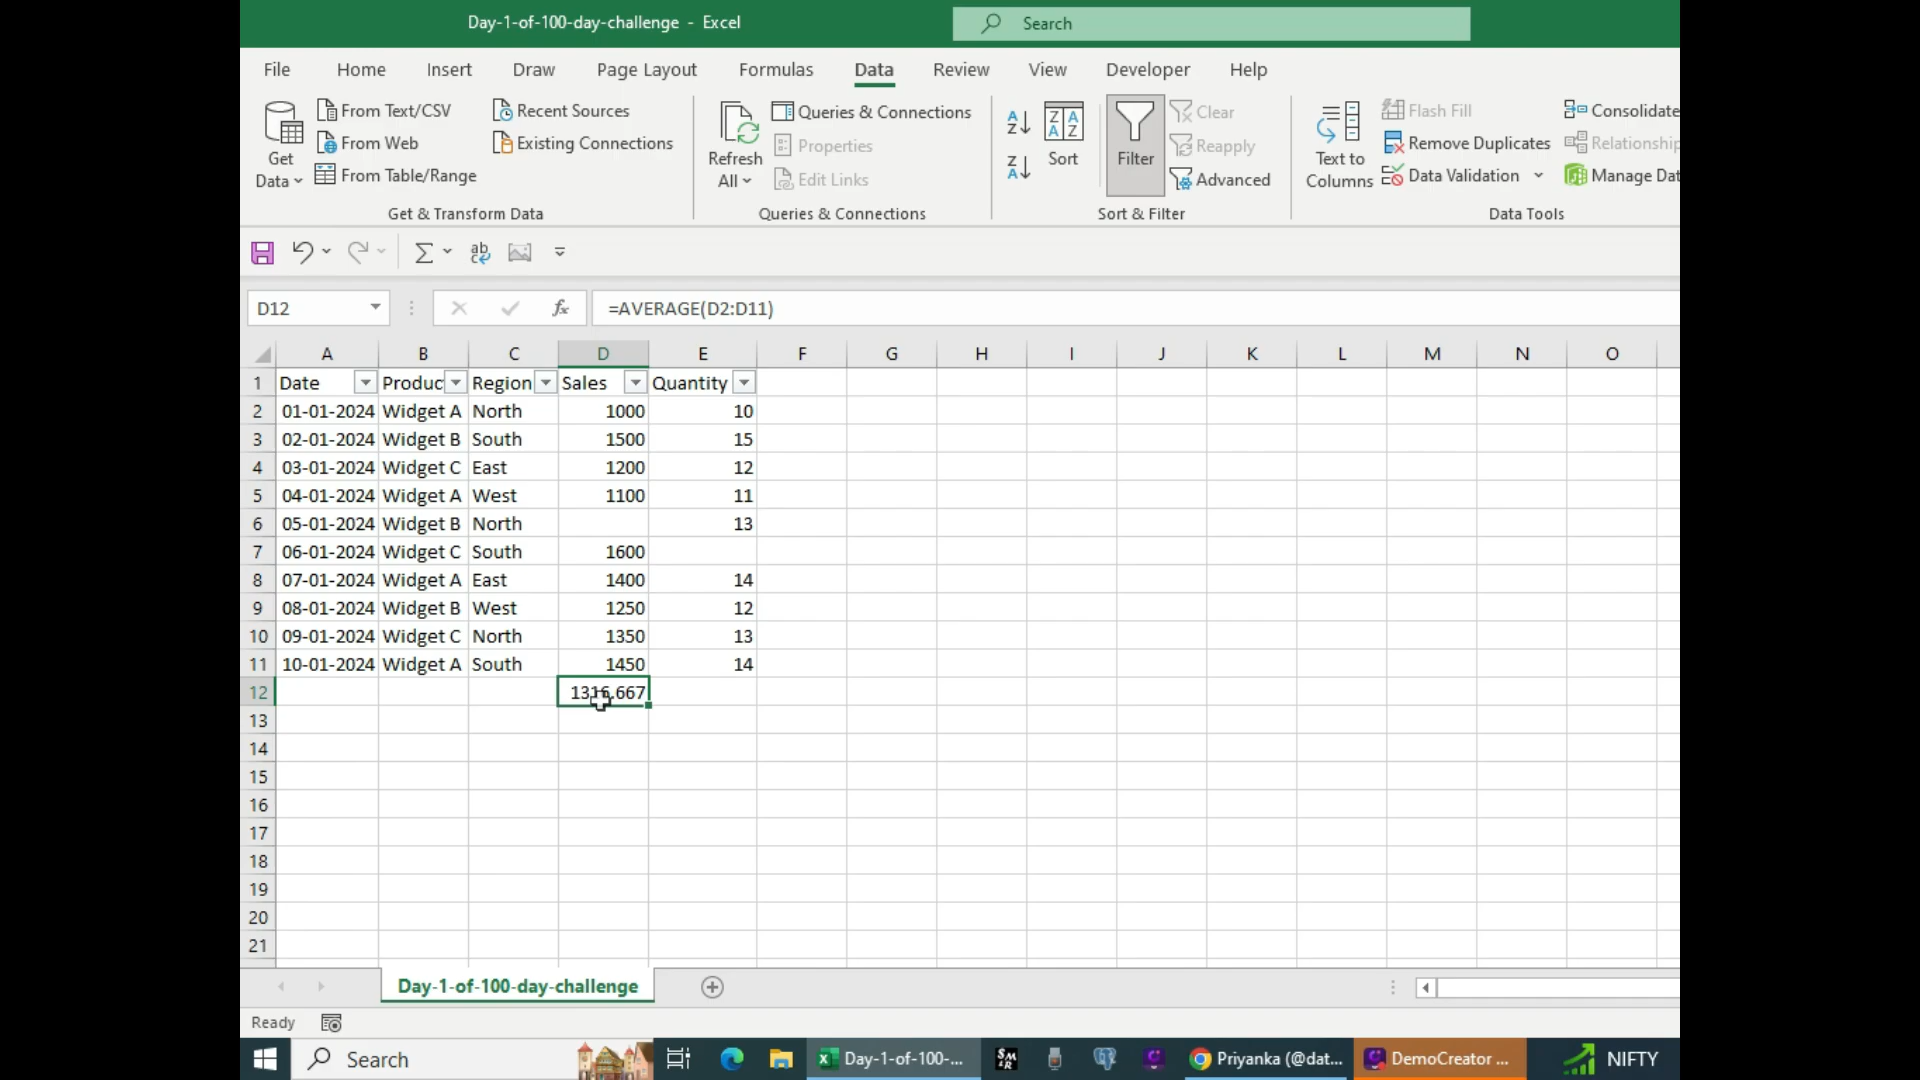 Day-1-of-100-day-challenge - Excel
Search
File Home Insert Draw Page Layout Formulas Data Review View Developer Help
Get Data
From Text/CSV
From Web
From Table/Range
Recent Sources
Existing Connections
Get & Transform Data
Refresh All
Queries & Connections
Properties
Edit Links
Queries & Connections
Sort
Filter
Clear
Reapply
Advanced
Sort & Filter
Text to Columns
Flash Fill
Remove Duplicates
Data Validation
Consolidate
Relationship
Manage Dat
Data Tools
D12
fx
=AVERAGE(D2:D11)
A B C D E F G H I J K L M N O
1 Date Produc Region Sales Quantity
2 01-01-2024 Widget A North 1000 10
3 02-01-2024 Widget B South 1500 15
4 03-01-2024 Widget C East 1200 12
5 04-01-2024 Widget A West 1100 11
6 05-01-2024 Widget B North 13
7 06-01-2024 Widget C South 1600
8 07-01-2024 Widget A East 1400 14
9 08-01-2024 Widget B West 1250 12
10 09-01-2024 Widget C North 1350 13
11 10-01-2024 Widget A South 1450 14
12 1316.667
13
14
15
16
17
18
19
20
21
Day-1-of-100-day-challenge
Ready
Search
Day-1-of-100-...
Priyanka (@dat...
DemoCreator ...
NIFTY